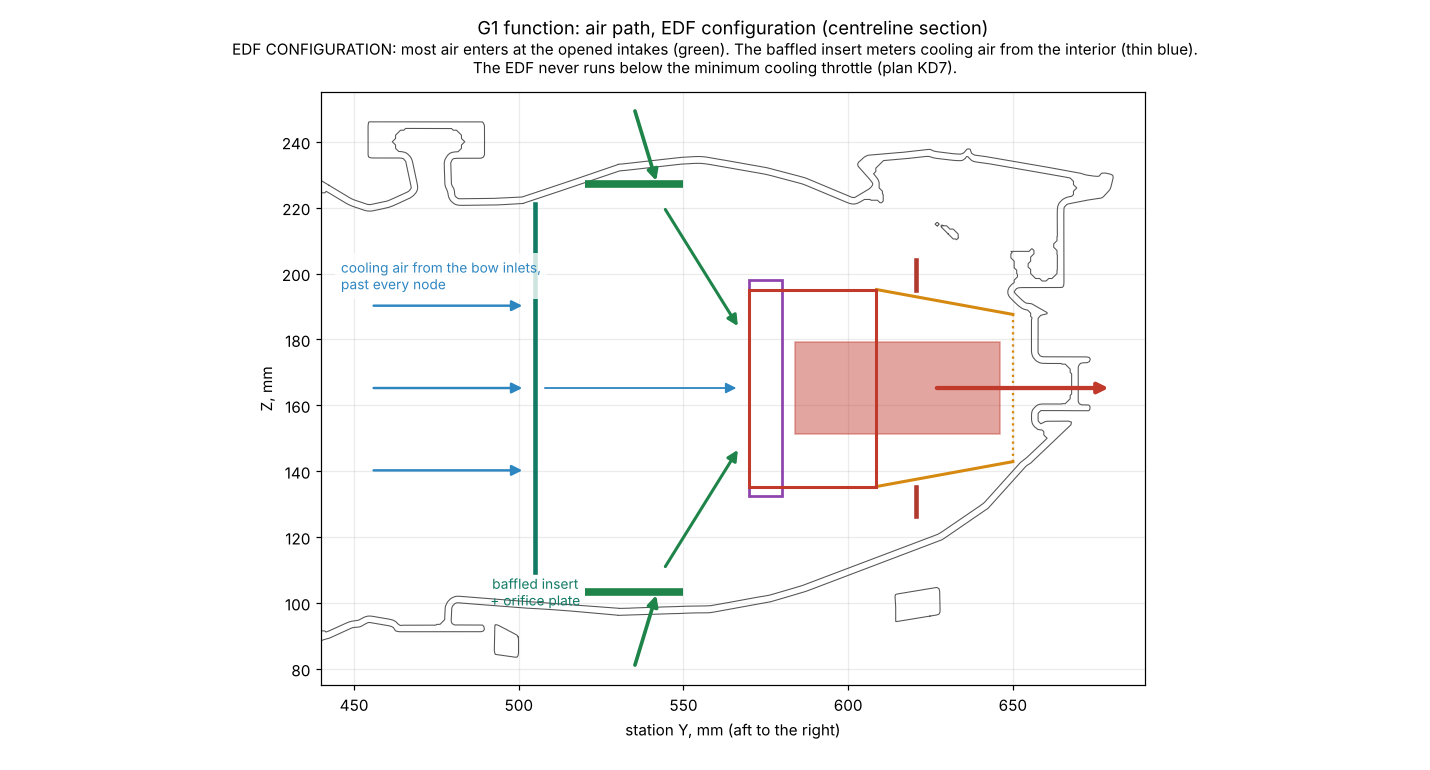 G1 function: air path, EDF configuration (centreline section)
EDF CONFIGURATION: most air enters at the opened intakes (green). The baffled insert meters cooling air from the interior (thin blue).
The EDF never runs below the minimum cooling throttle (plan KD7).
240
220
200
180
160
140
120
100
80
Z, mm
cooling air from the bow inlets,
past every node
baffled insert
+ orifice plate
450
500
550
600
650
station Y, mm (aft to the right)